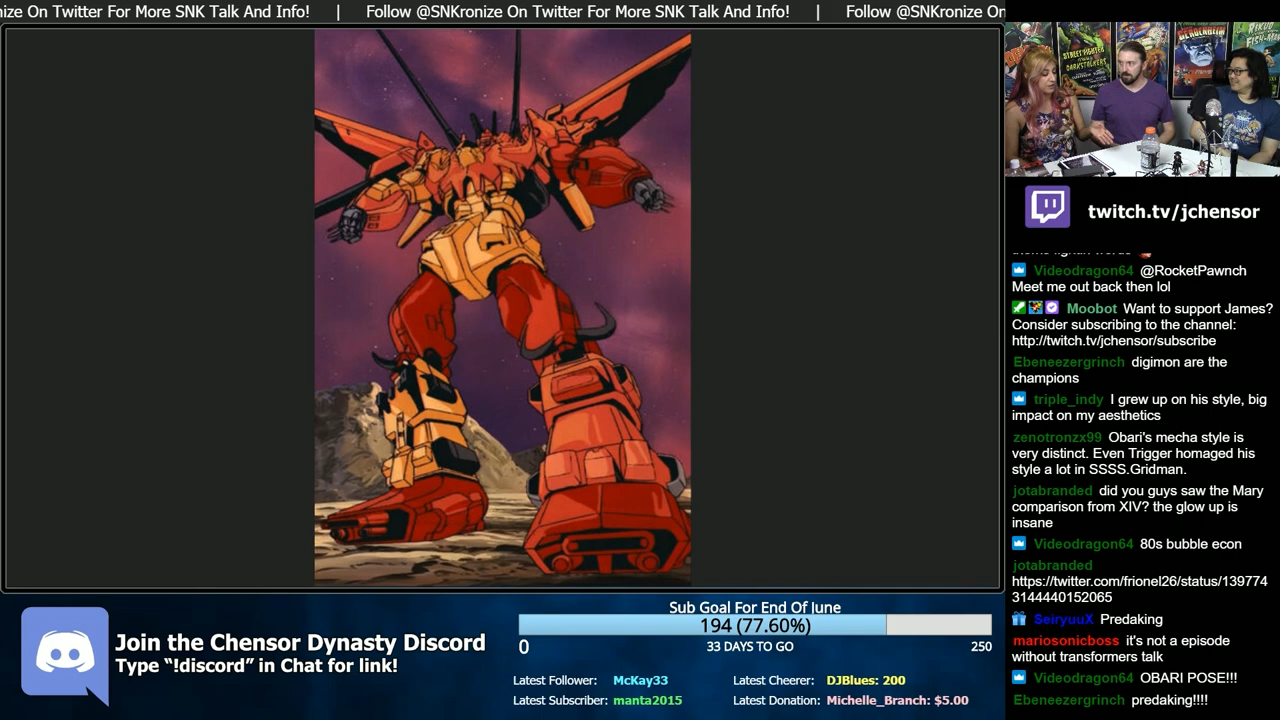 nize On Twitter For More SNK Talk And Info! | Follow @SNKronize On Twitter For More SNK Talk And Info! | Follow @SNKronize On
STREET FIGHTER
DARKSTALKERS
twitch.tv/jchensor
Videodragon64 @RocketPawnch
Meet me out back then lol
Moobot Want to support James?
Consider subscribing to the channel:
http://twitch.tv/jchensor/subscribe
Ebeneezergrinch digimon are the
champions
triple_indy I grew up on his style, big
impact on my aesthetics
zenotronzx99 Obari's mecha style is
very distinct. Even Trigger homaged his
style a lot in SSSS.Gridman.
jotabranded did you guys saw the Mary
comparison from XIV? the glow up is
insane
Videodragon64 80s bubble econ
jotabranded
https://twitter.com/frionel26/status/139774
3144440152065
SeiryuuX Predaking
mariosonicboss it's not a episode
without transformers talk
Videodragon64 OBARI POSE!!!
Ebeneezergrinch predaking!!!!
Join the Chensor Dynasty Discord
Type “!discord” in Chat for link!
Sub Goal For End Of June
194 (77.60%)
0 33 DAYS TO GO 250
Latest Follower: McKay33 Latest Cheerer: DJBlues: 200
Latest Subscriber: manta2015 Latest Donation: Michelle_Branch: $5.00